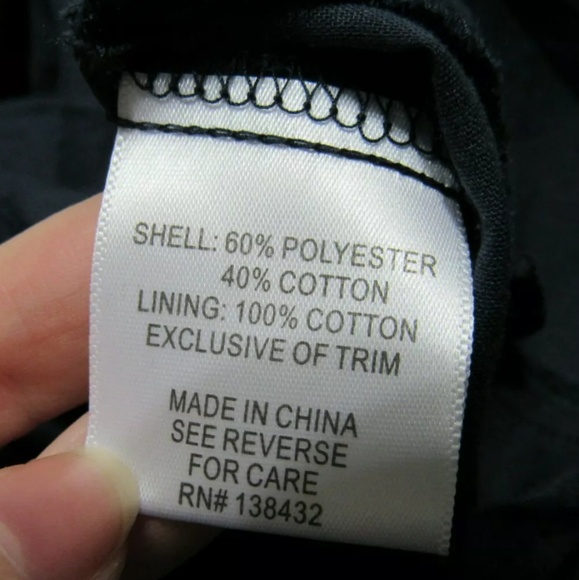 SHELL: 60% POLYESTER
40% COTTON
LINING: 100% COTTON
EXCLUSIVE OF TRIM
MADE IN CHINA
SEE REVERSE
FOR CARE
RN# 138432